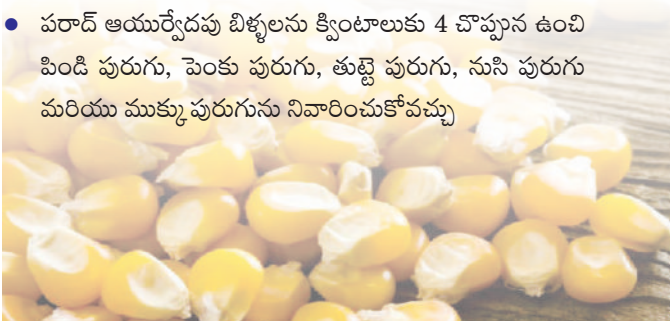 • పరాద్ ఆయుర్వేదపు బిళ్ళలను క్వింటాలుకు 4 చొప్పున ఉంచి
పిండి పురుగు, పెంకు పురుగు, తుట్టె పురుగు, నుసి పురుగు
మరియు ముక్కుపురుగును నివారించుకోవచ్చు